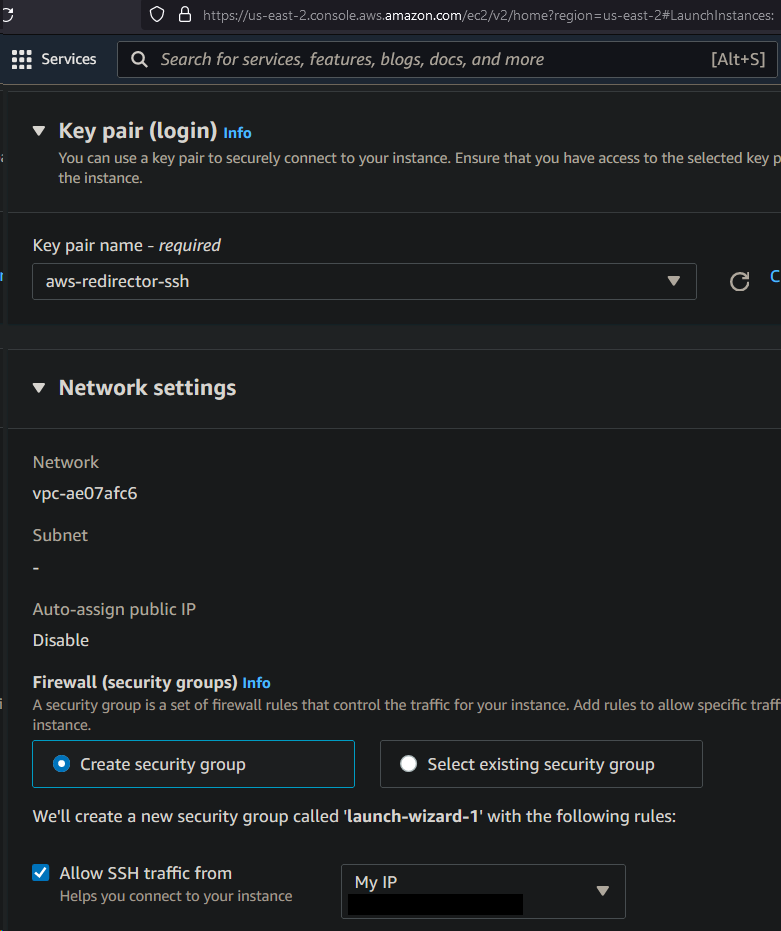 https://us-east-2.console.aws.amazon.com/ec2/v2/home?region=us-east-2#LaunchInstances:
Services
Search for services, features, blogs, docs, and more
[Alt+S]
Key pair (login) Info
You can use a key pair to securely connect to your instance. Ensure that you have access to the selected key p
the instance.
Key pair name - required
aws-redirector-ssh
C
Network settings
Network
vpc-ae07afc6
Subnet
-
Auto-assign public IP
Disable
Firewall (security groups) Info
A security group is a set of firewall rules that control the traffic for your instance. Add rules to allow specific traff
instance.
Create security group
Select existing security group
We'll create a new security group called 'launch-wizard-1' with the following rules:
Allow SSH traffic from
Helps you connect to your instance
My IP